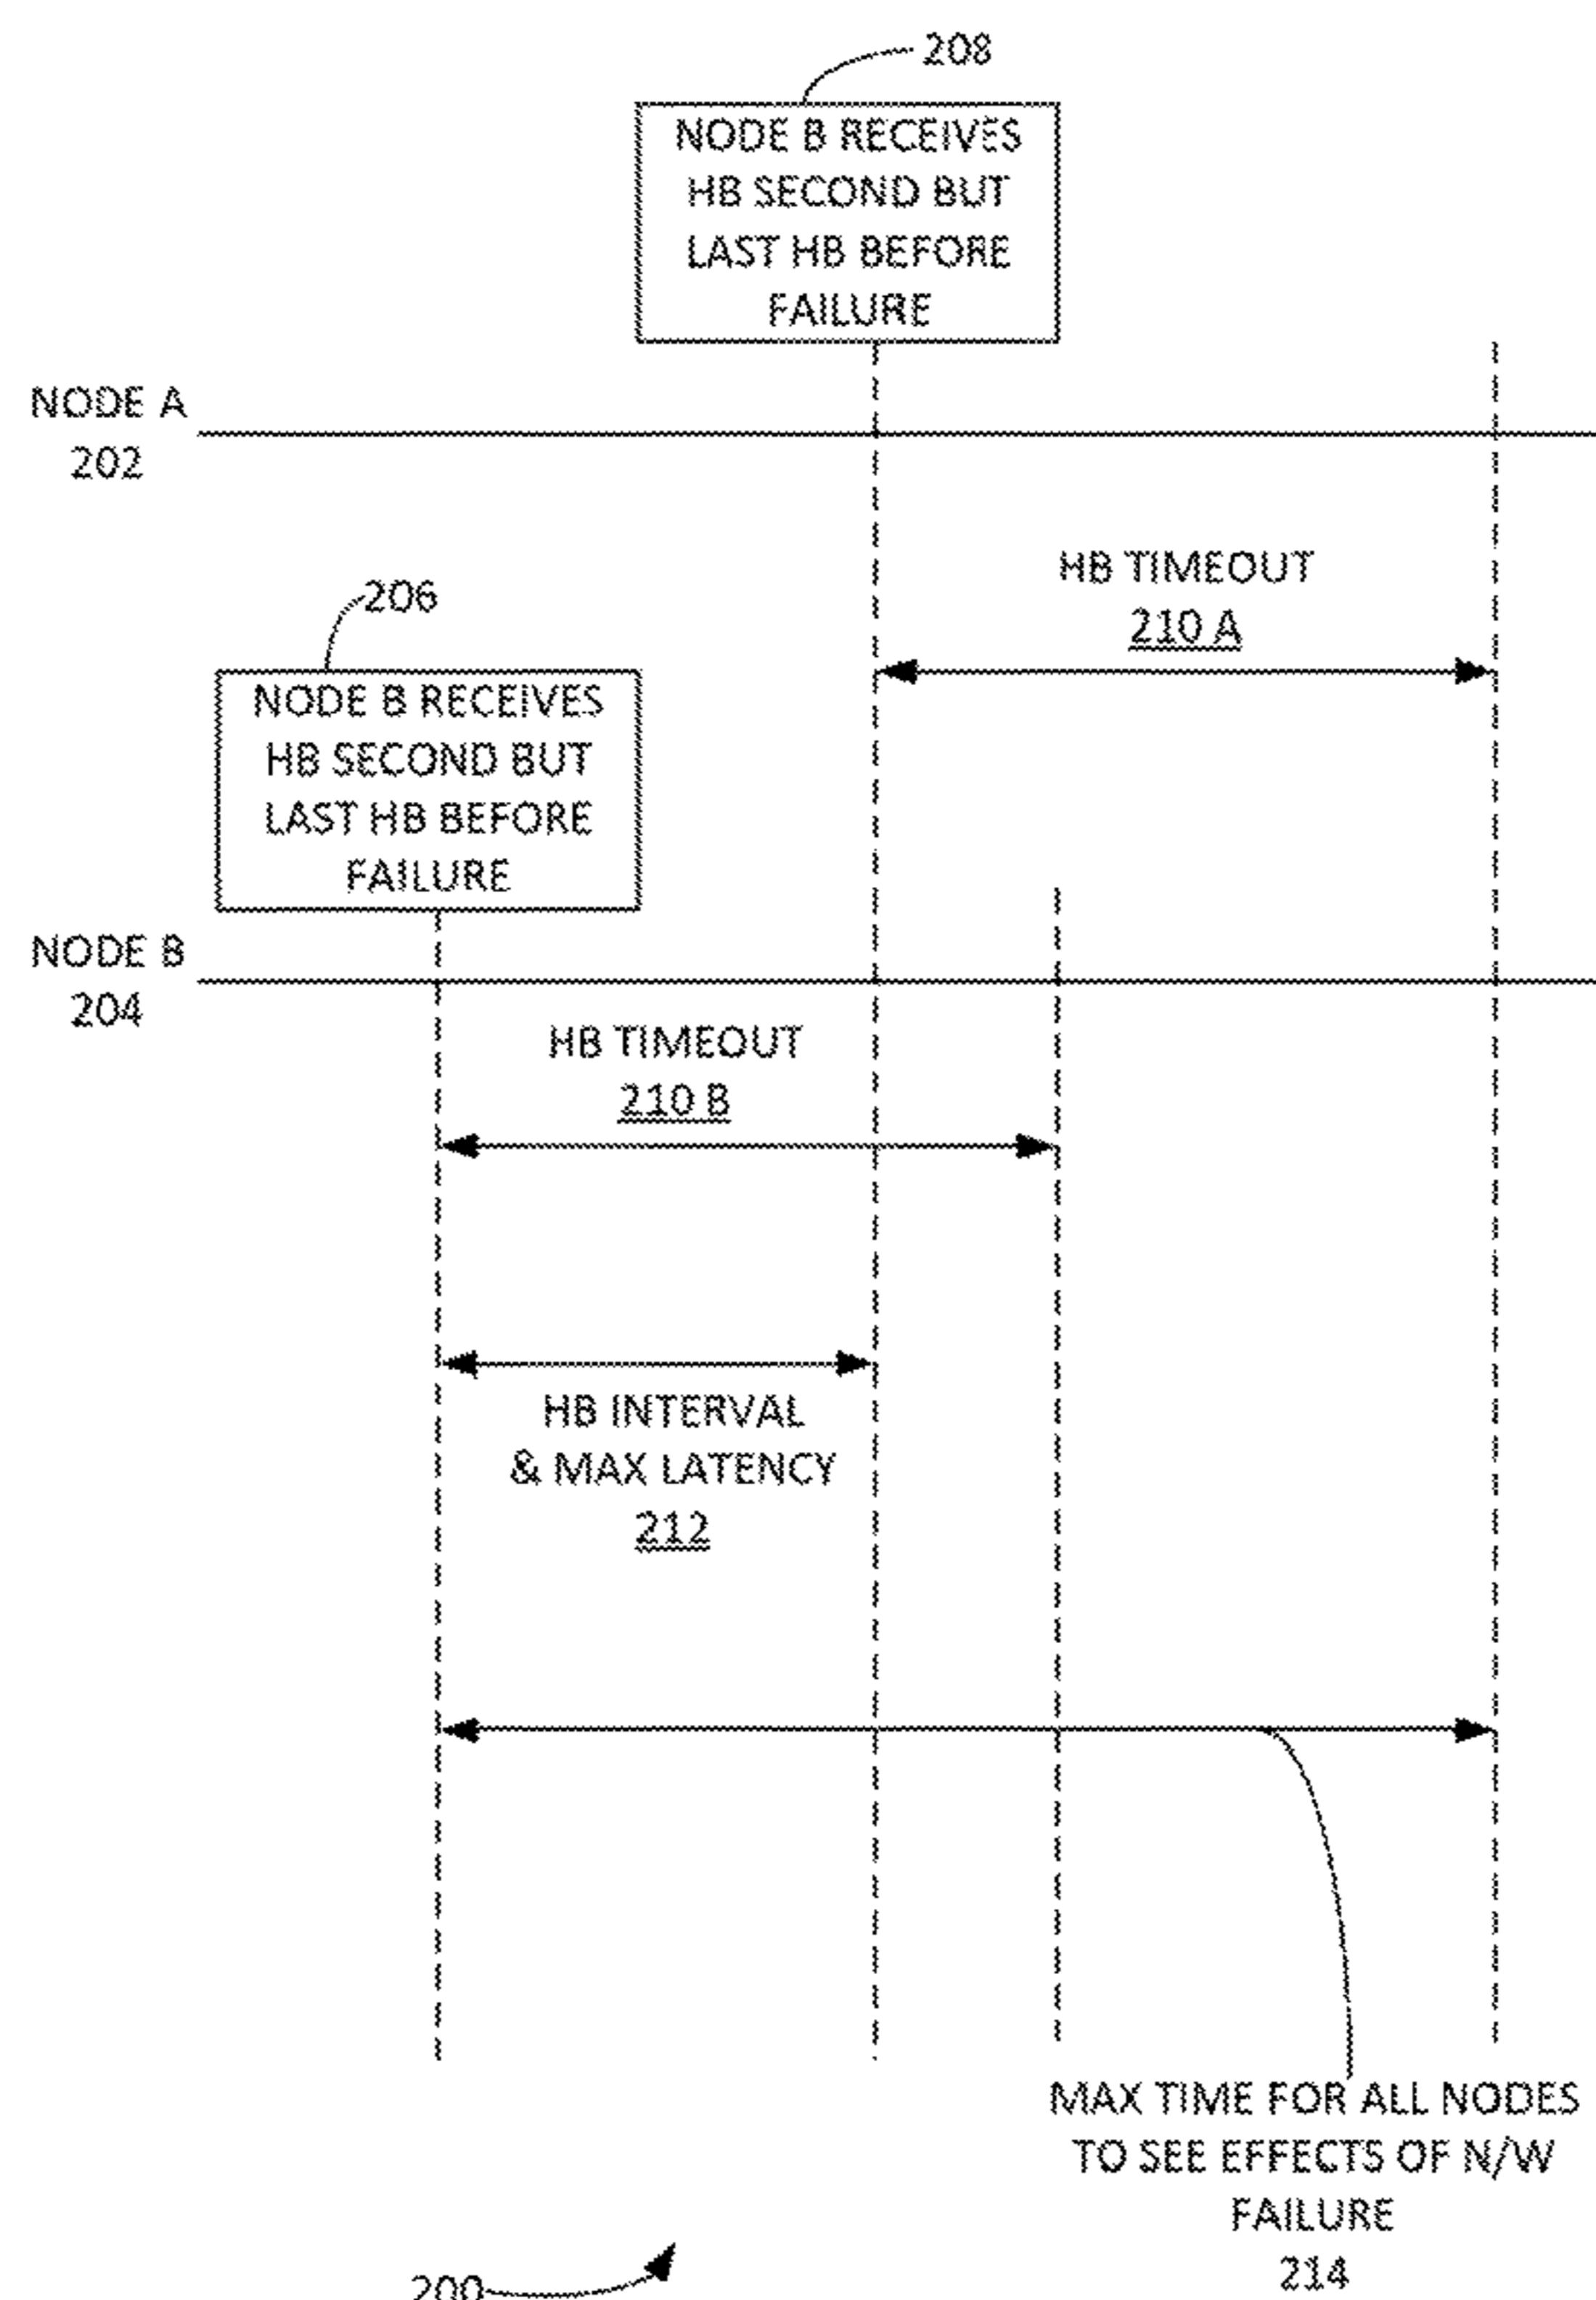 208
NODE B RECEIVES
HB SECOND BUT
LAST HB BEFORE
FAILURE
NODE A
202
HB TIMEOUT
210 A
206
NODE B RECEIVES
HB SECOND BUT
LAST HB BEFORE
FAILURE
NODE B
204
HB TIMEOUT
210 B
HB INTERVAL
& MAX LATENCY
212
MAX TIME FOR ALL NODES
TO SEE EFFECTS OF N/W
FAILURE
214
200